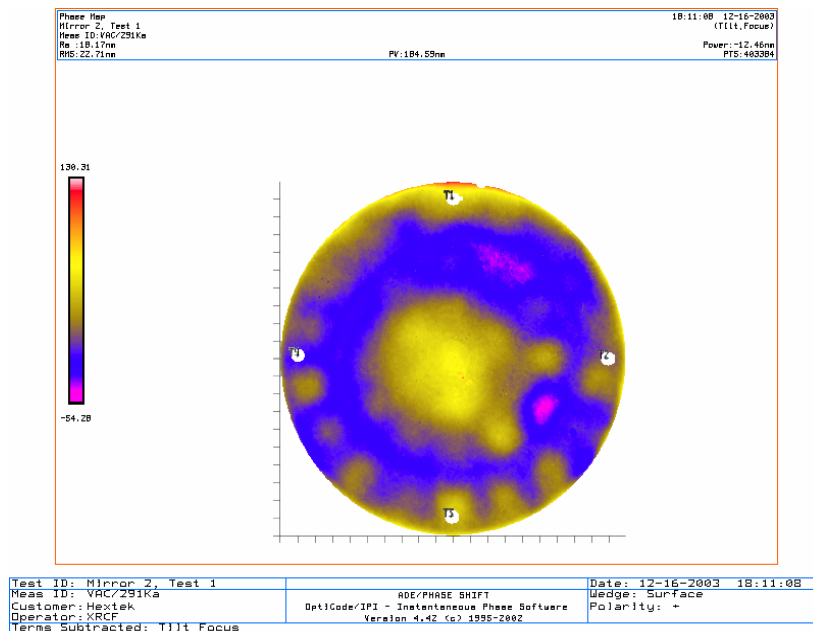 Phase Map
Mirror 2, Test 1
Meas ID:VAC/291Ka
Ra :18.17nm
RMS:22.71nm
PV:184.59nm
18:11:08 12-16-2003
(Tilt,Focus)
Power:-12.46nm
PTS:403384
130.31
-54.28
T1
T4
T3
Test ID: Mirror 2, Test 1
Meas ID: VAC/291Ka
Customer: Hextek
Operator: XRCF
Terms Subtracted: Tilt Focus
ADE/PHASE SHIFT
OptiCode/IPI - Instantaneous Phase Software
Version 4.42 (c) 1995-2002
Date: 12-16-2003 18:11:08
Wedge: Surface
Polarity: +